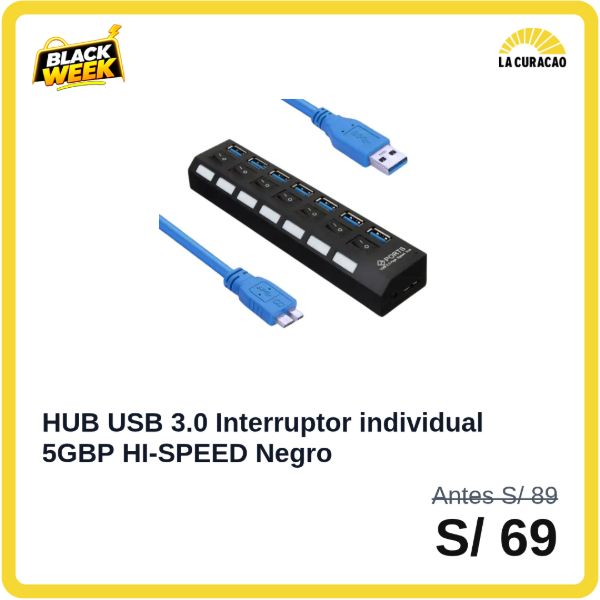 BLACK
WEEK
LA CURACAO
HUB USB 3.0 Interruptor individual
5GBP HI-SPEED Negro
Antes S/ 89
S/ 69